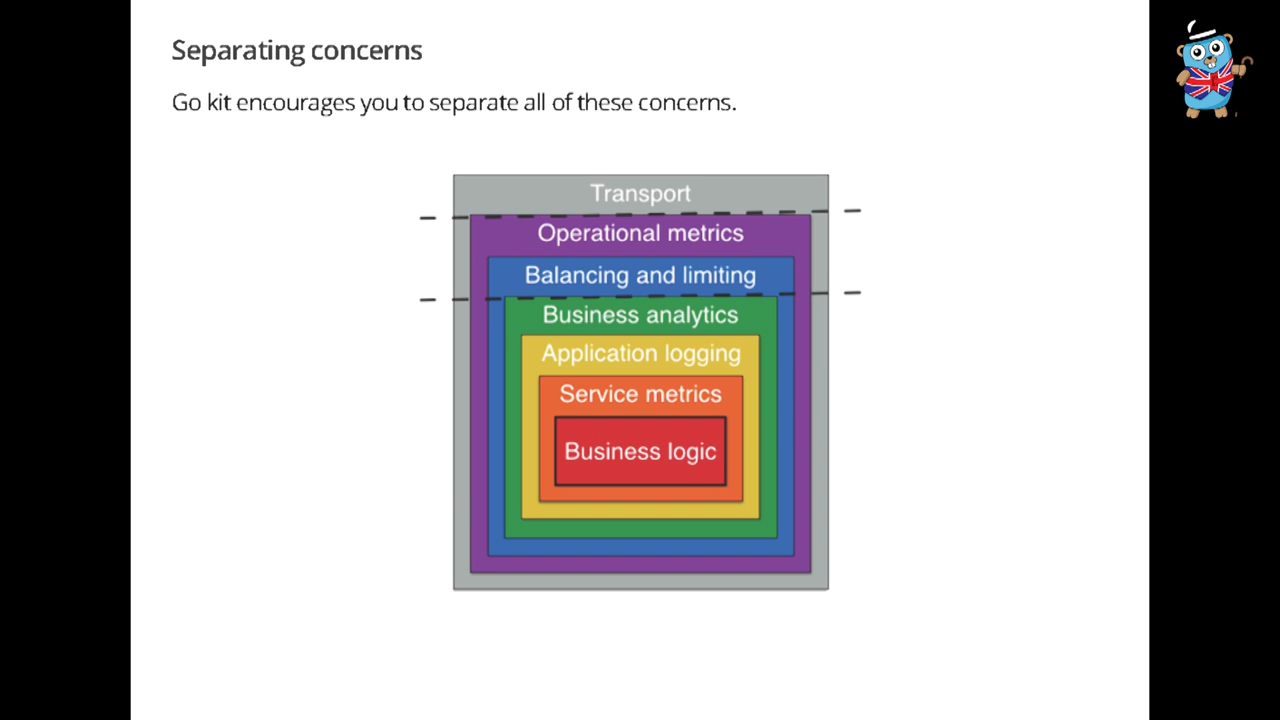 Separating concerns
Go kit encourages you to separate all of these concerns.
Transport
Operational metrics
Balancing and limiting
Business analytics
Application logging
Service metrics
Business logic